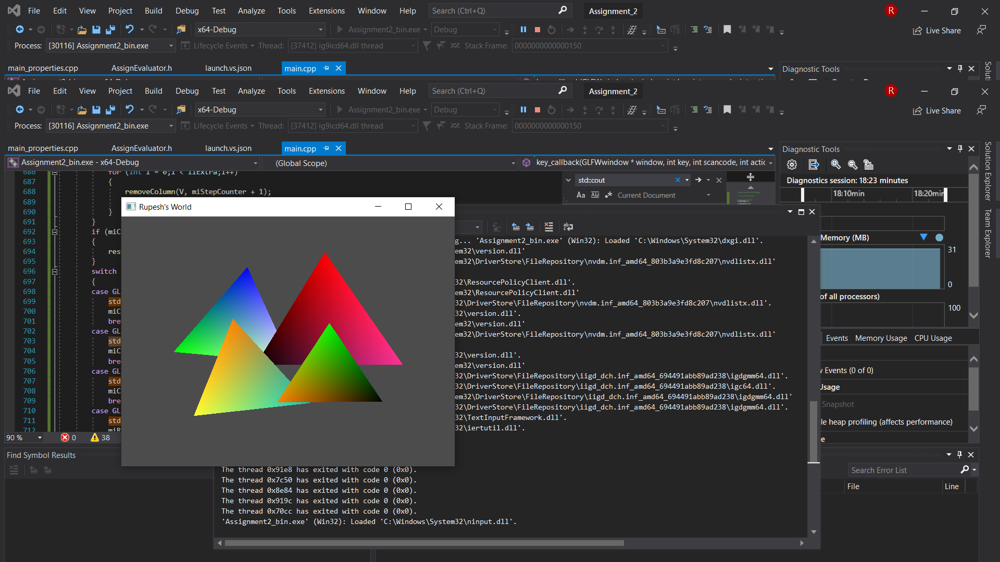 File Edit View Project Build Debug Test Analyze Tools Extensions Window Help Search (Ctrl+Q) Assignment_2 R
x64-Debug Assignment2_bin.exe Debug Live Share
Process: [30116] Assignment2_bin.exe Lifecycle Events Thread: [37412] ig9icd64.dll thread Stack Frame: 0000000000000150
main_properties.cpp AssignEvaluator.h launch.vs.json main.cpp Diagnostic Tools
File Edit View Project Build Debug Test Analyze Tools Extensions Window Help Search (Ctrl+Q) Assignment_2 R
x64-Debug Assignment2_bin.exe Debug Live Share
Process: [30116] Assignment2_bin.exe Lifecycle Events Thread: [37412] ig9icd64.dll thread Stack Frame: 0000000000000150
main_properties.cpp AssignEvaluator.h launch.vs.json main.cpp Diagnostic Tools
Assignment2_bin.exe - x64-Debug (Global Scope) key_callback(GLFWwindow * window, int key, int scancode, int actic
Solution Explorer
Team Explorer
686 for (int i = 0;i < iiExtra;i++)
687 {
688 removeColumn(V, miStepCounter + 1);
689
690 }
691 }
692 if (miC
693 {
694 res
695 }
696 switch
697 {
698 case GL
699 std
700 miC
701 bre
702 case GL
703 std
704 miC
705 bre
706 case GL
707 std
708 miC
709 bre
710 case GL
711 std
712 miR
90 % 0 38
std::cout
Aa Ab Current Document
Rupesh's World
g... 'Assignment2_bin.exe' (Win32): Loaded 'C:\Windows\System32\dxgi.dll'.
em32\version.dll'
em32\DriverStore\FileRepository\nvdm.inf_amd64_803b3a9e3fd8c207\nvdlistx.dll'
32\ResourcePolicyClient.dll'.
em32\ResourcePolicyClient.dll'
32\DriverStore\FileRepository\nvdm.inf_amd64_803b3a9e3fd8c207\nvdlistx.dll'.
32\version.dll'.
em32\version.dll'
em32\DriverStore\FileRepository\nvdm.inf_amd64_803b3a9e3fd8c207\nvdlistx.dll'
32\version.dll'.
em32\version.dll'
32\DriverStore\FileRepository\iigd_dch.inf_amd64_694491abb89ad238\igdgmm64.dll'.
32\DriverStore\FileRepository\iigd_dch.inf_amd64_694491abb89ad238\igc64.dll'.
em32\DriverStore\FileRepository\iigd_dch.inf_amd64_694491abb89ad238\igdgmm64.dll'
32\DriverStore\FileRepository\iigd_dch.inf_amd64_694491abb89ad238\igdgmm64.dll'.
32\TextInputFramework.dll'.
32\iertutil.dll'.
The thread 0x91e8 has exited with code 0 (0x0).
The thread 0x7c50 has exited with code 0 (0x0).
The thread 0x8e84 has exited with code 0 (0x0).
The thread 0x919c has exited with code 0 (0x0).
The thread 0x70cc has exited with code 0 (0x0).
'Assignment2_bin.exe' (Win32): Loaded 'C:\Windows\System32\ninput.dll'.
Diagnostics session: 18:23 minutes
18:10min 18:20min
Memory (MB)
31
0
of all processors)
100
Events Memory Usage CPU Usage
Events (0 of 0)
Usage
Snapshot
le heap profiling (affects performance)
e
Find Symbol Results
Search Error List
File Line